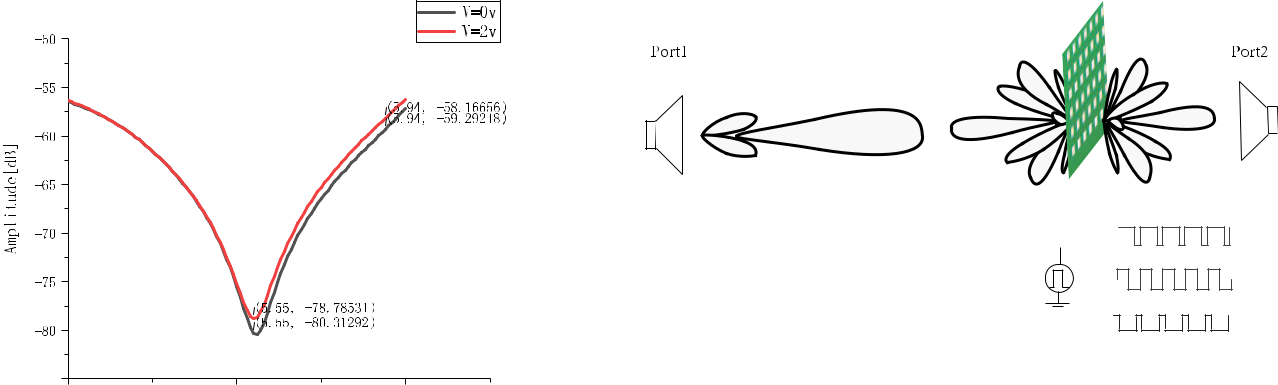 V=0v
V=2v
-50
-55
-60
-65
-70
-75
-80
Amplitude[dB]
(5.94, -58.16656)
(5.94, -59.29218)
(5.55, -78.78531)
(5.55, -80.31292)
Port1
Port2